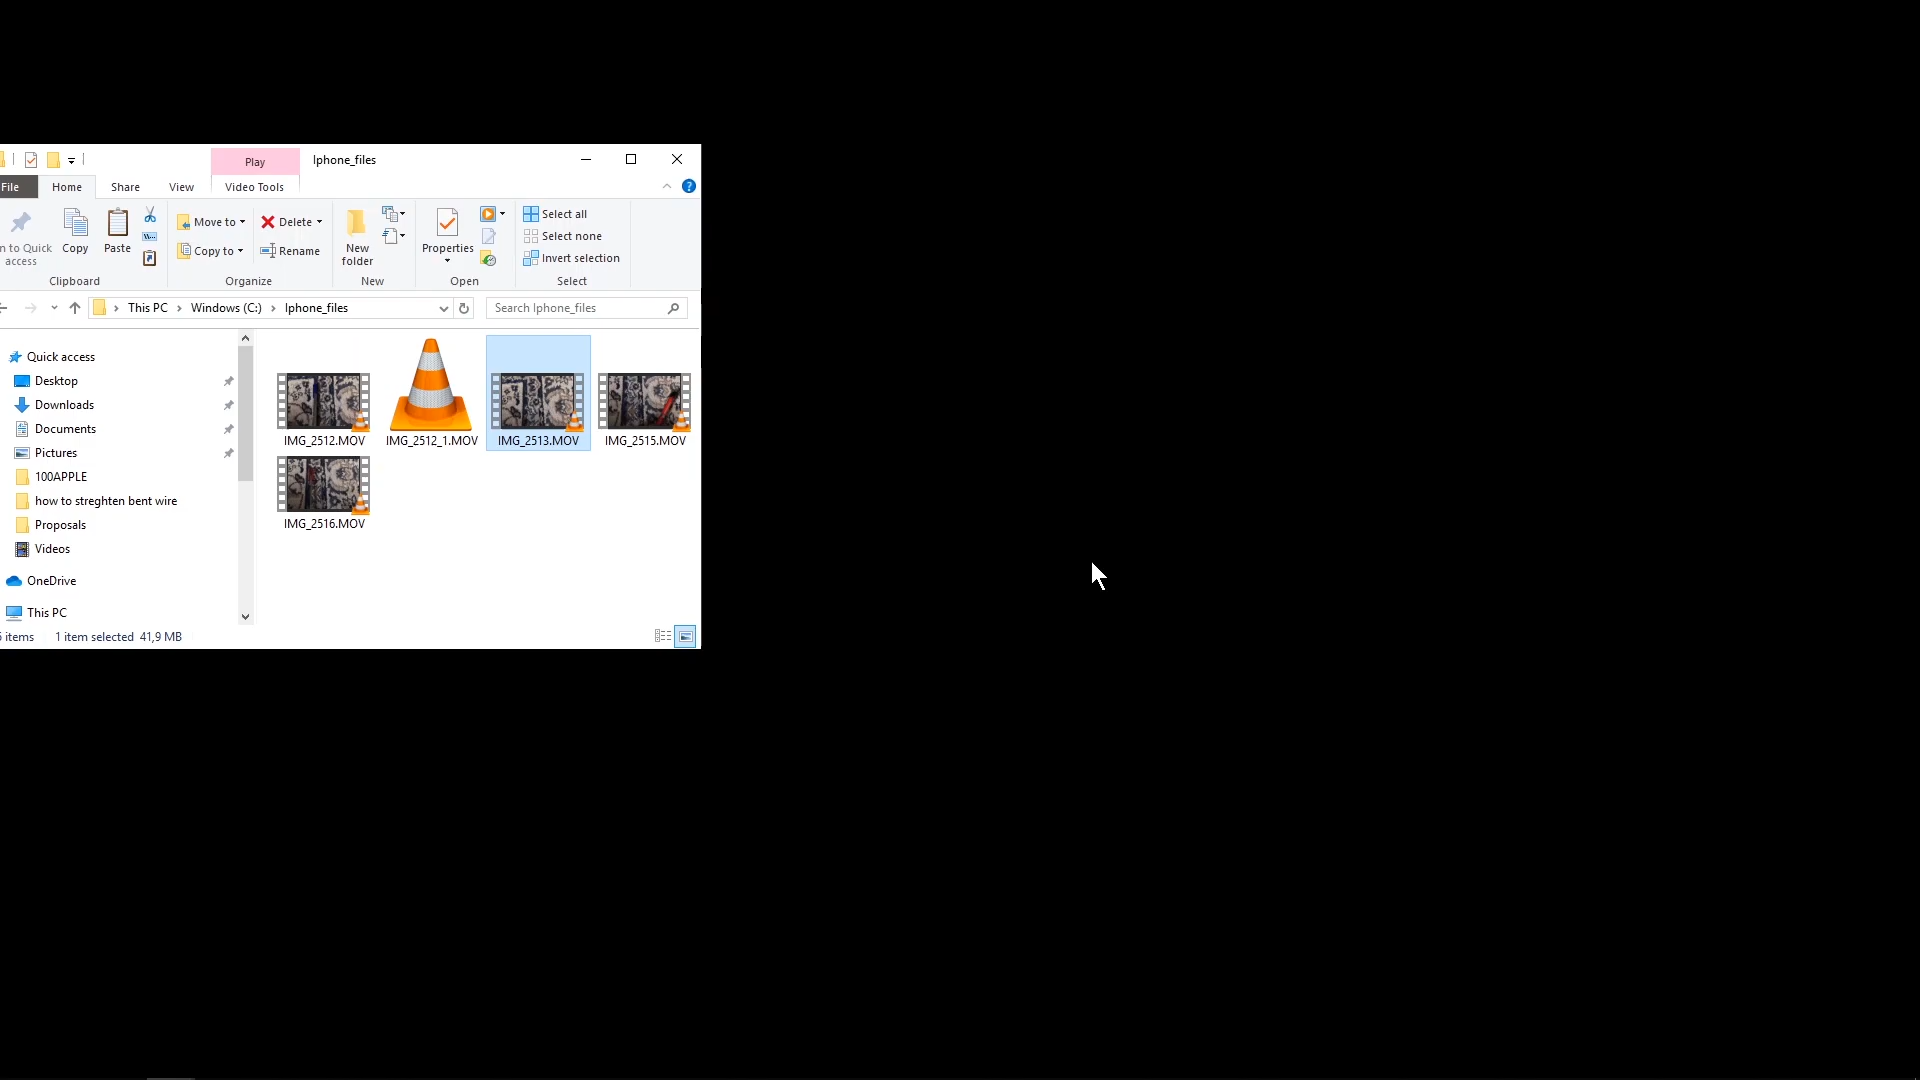 Play
Iphone_files
File
Home
Share
View
Video Tools
n to Quick
access
Copy
Paste
Move to
Copy to
Delete
Rename
New
folder
Properties
Select all
Select none
Invert selection
Clipboard
Organize
New
Open
Select
This PC > Windows (C:) > Iphone_files
Search Iphone_files
Quick access
Desktop
Downloads
Documents
Pictures
100APPLE
how to streghten bent wire
Proposals
Videos
OneDrive
This PC
IMG_2512.MOV
IMG_2512_1.MOV
IMG_2513.MOV
IMG_2515.MOV
IMG_2516.MOV
items
1 item selected 41,9 MB